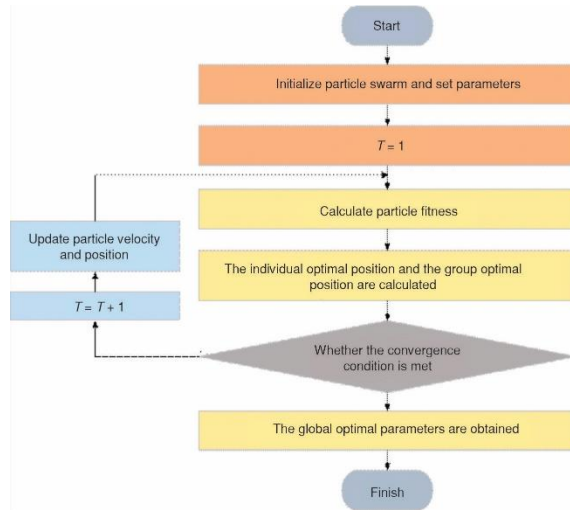 Start
Initialize particle swarm and set parameters
T = 1
Calculate particle fitness
Update particle velocity
and position
The individual optimal position and the group optimal
position are calculated
T = T + 1
Whether the convergence
condition is met
The global optimal parameters are obtained
Finish